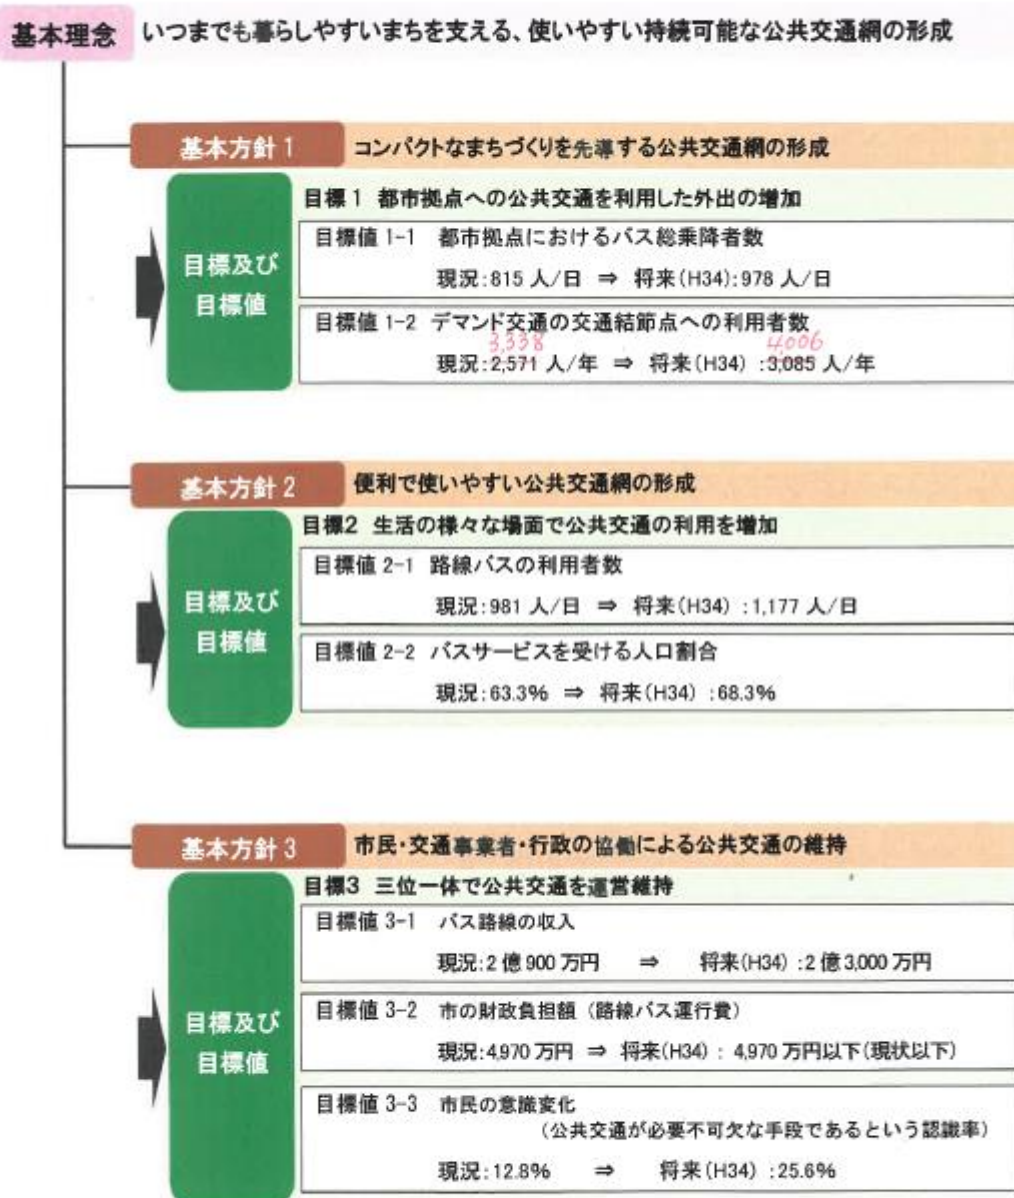 基本理念 いつまでも暮らしやすいまちを支える、使いやすい持続可能な公共交通網の形成
基本方針1 コンパクトなまちづくりを先導する公共交通網の形成
目標及び
目標値
目標1 都市拠点への公共交通を利用した外出の増加
目標値 1-1 都市拠点におけるバス総乗降者数
現況:815 人/日 ⇒ 将来(H34):978 人/日
目標値 1-2 デマンド交通の交通結節点への利用者数
3,338 4,006
現況:2,571 人/年 ⇒ 将来(H34) :3,085 人/年
基本方針2 便利で使いやすい公共交通網の形成
目標及び
目標値
目標2 生活の様々な場面で公共交通の利用を増加
目標値 2-1 路線バスの利用者数
現況:981 人/日 ⇒ 将来(H34) :1,177 人/日
目標値 2-2 バスサービスを受ける人口割合
現況:63.3% ⇒ 将来(H34) :68.3%
基本方針3 市民・交通事業者・行政の協働による公共交通の維持
目標及び
目標値
目標3 三位一体で公共交通を運営維持
目標値 3-1 バス路線の収入
現況:2億900万円 ⇒ 将来(H34) :2億3,000万円
目標値 3-2 市の財政負担額(路線バス運行費)
現況:4,970万円 ⇒ 将来(H34) : 4,970万円以下(現状以下)
目標値 3-3 市民の意識変化
(公共交通が必要不可欠な手段であるという認識率)
現況:12.8% ⇒ 将来(H34) :25.6%